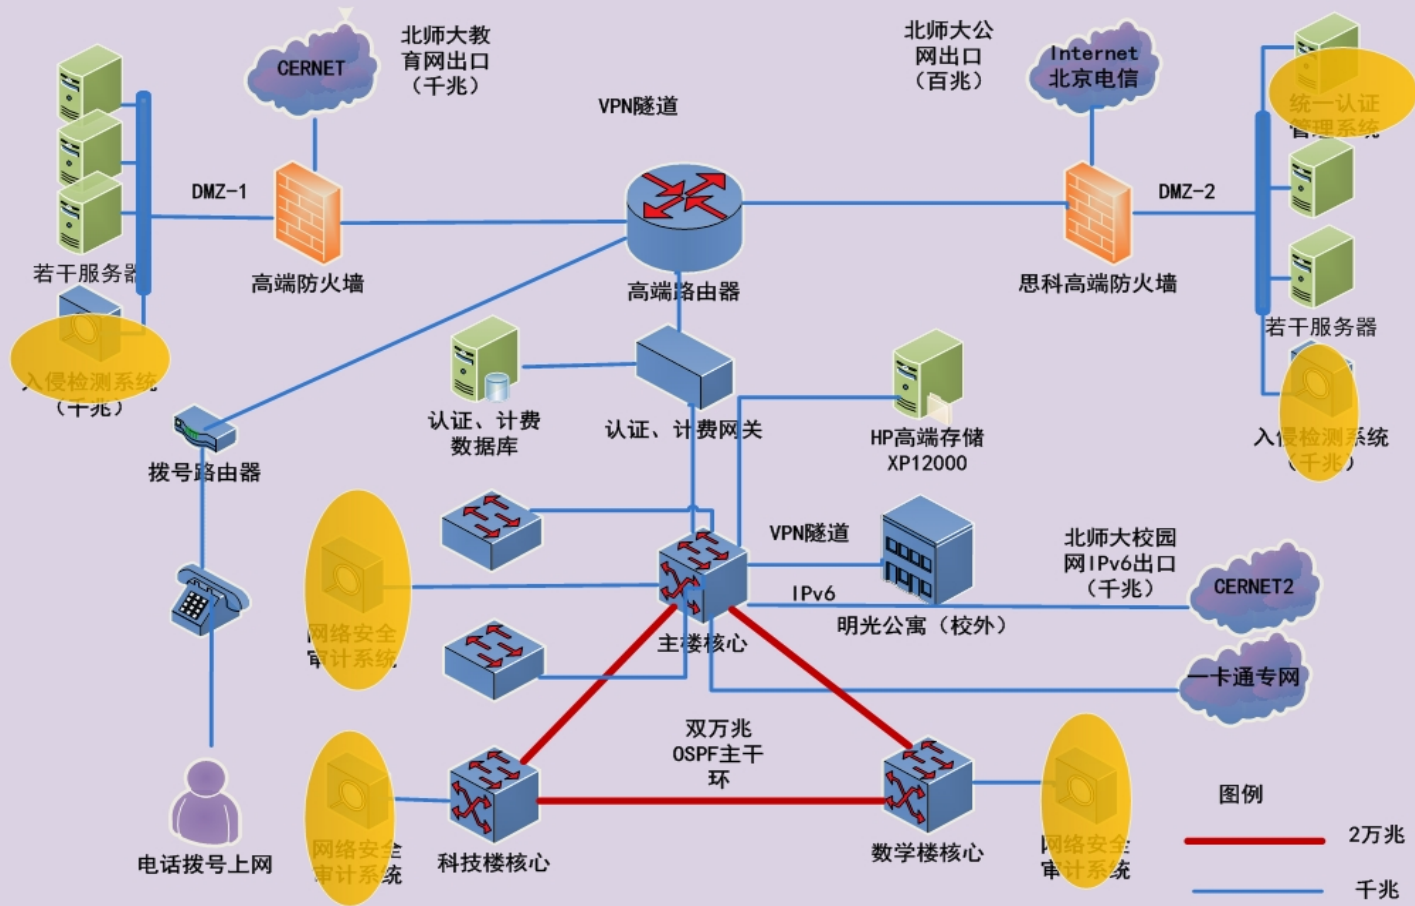 CERNET
北师大教
育网出口
（千兆）
北师大公
网出口
（百兆）
Internet
北京电信
统一认证
管理系统
VPN隧道
DMZ-1
DMZ-2
若干服务器
高端防火墙
高端路由器
思科高端防火墙
若干服务器
入侵检测系统
（千兆）
认证、计费
数据库
认证、计费网关
HP高端存储
XP12000
入侵检测系统
（千兆）
拨号路由器
VPN隧道
IPv6
北师大校园
网IPv6出口
（千兆）
CERNET2
明光公寓（校外）
网络安全
审计系统
主楼核心
一卡通专网
双万兆
OSPF主干
环
图例
2万兆
千兆
电话拨号上网
网络安全
审计系统
科技楼核心
数学楼核心
网络安全
审计系统